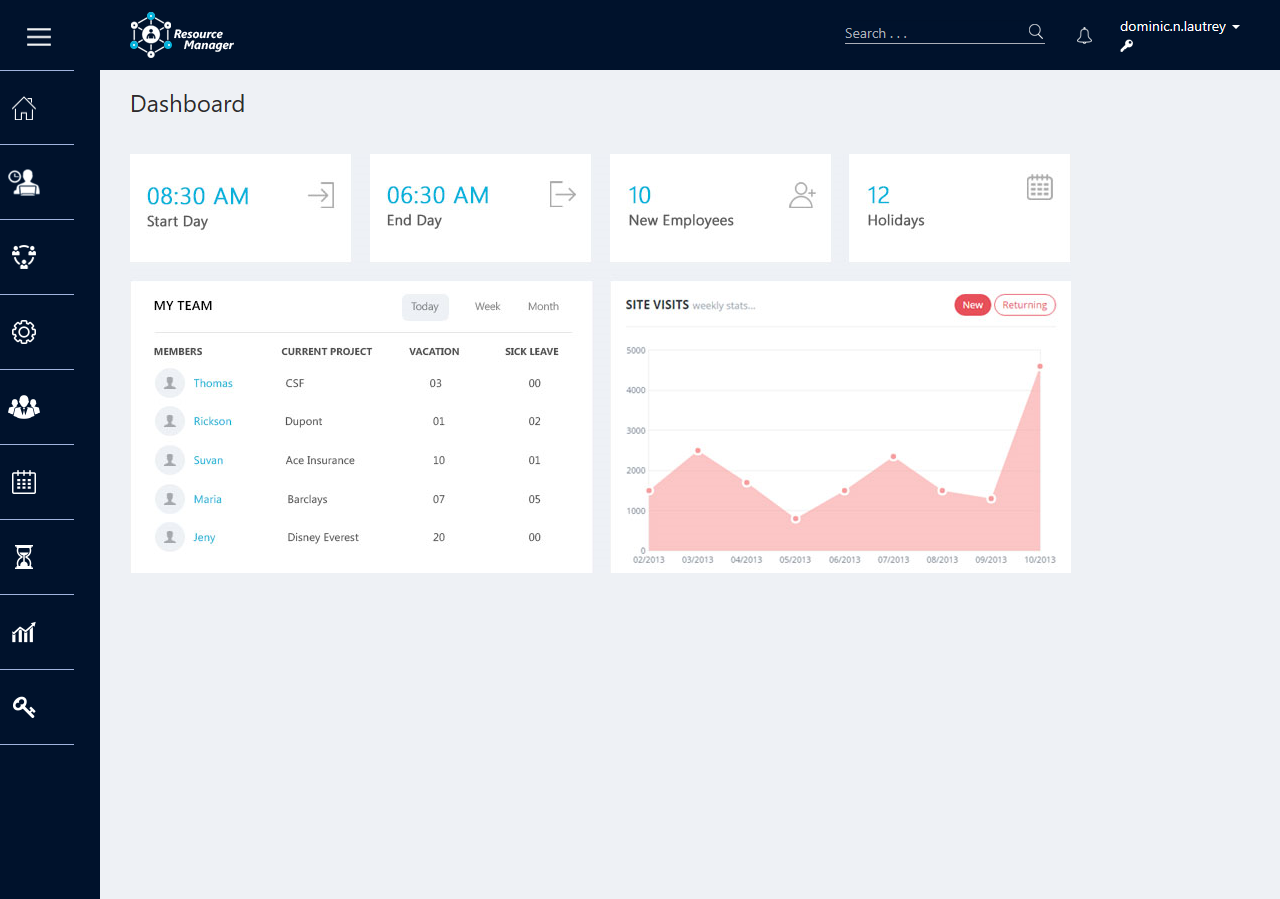 Resource
Manager
Search . . .
dominic.n.lautrey
Dashboard
08:30 AM
Start Day
06:30 AM
End Day
10
New Employees
12
Holidays
MY TEAM Today Week Month
MEMBERS CURRENT PROJECT VACATION SICK LEAVE
Thomas CSF 03 00
Rickson Dupont 01 02
Suvan Ace Insurance 10 01
Maria Barclays 07 05
Jeny Disney Everest 20 00
SITE VISITS weekly stats... New Returning
5000
4000
3000
2000
1000
0
02/2013 03/2013 04/2013 05/2013 06/2013 07/2013 08/2013 09/2013 10/2013